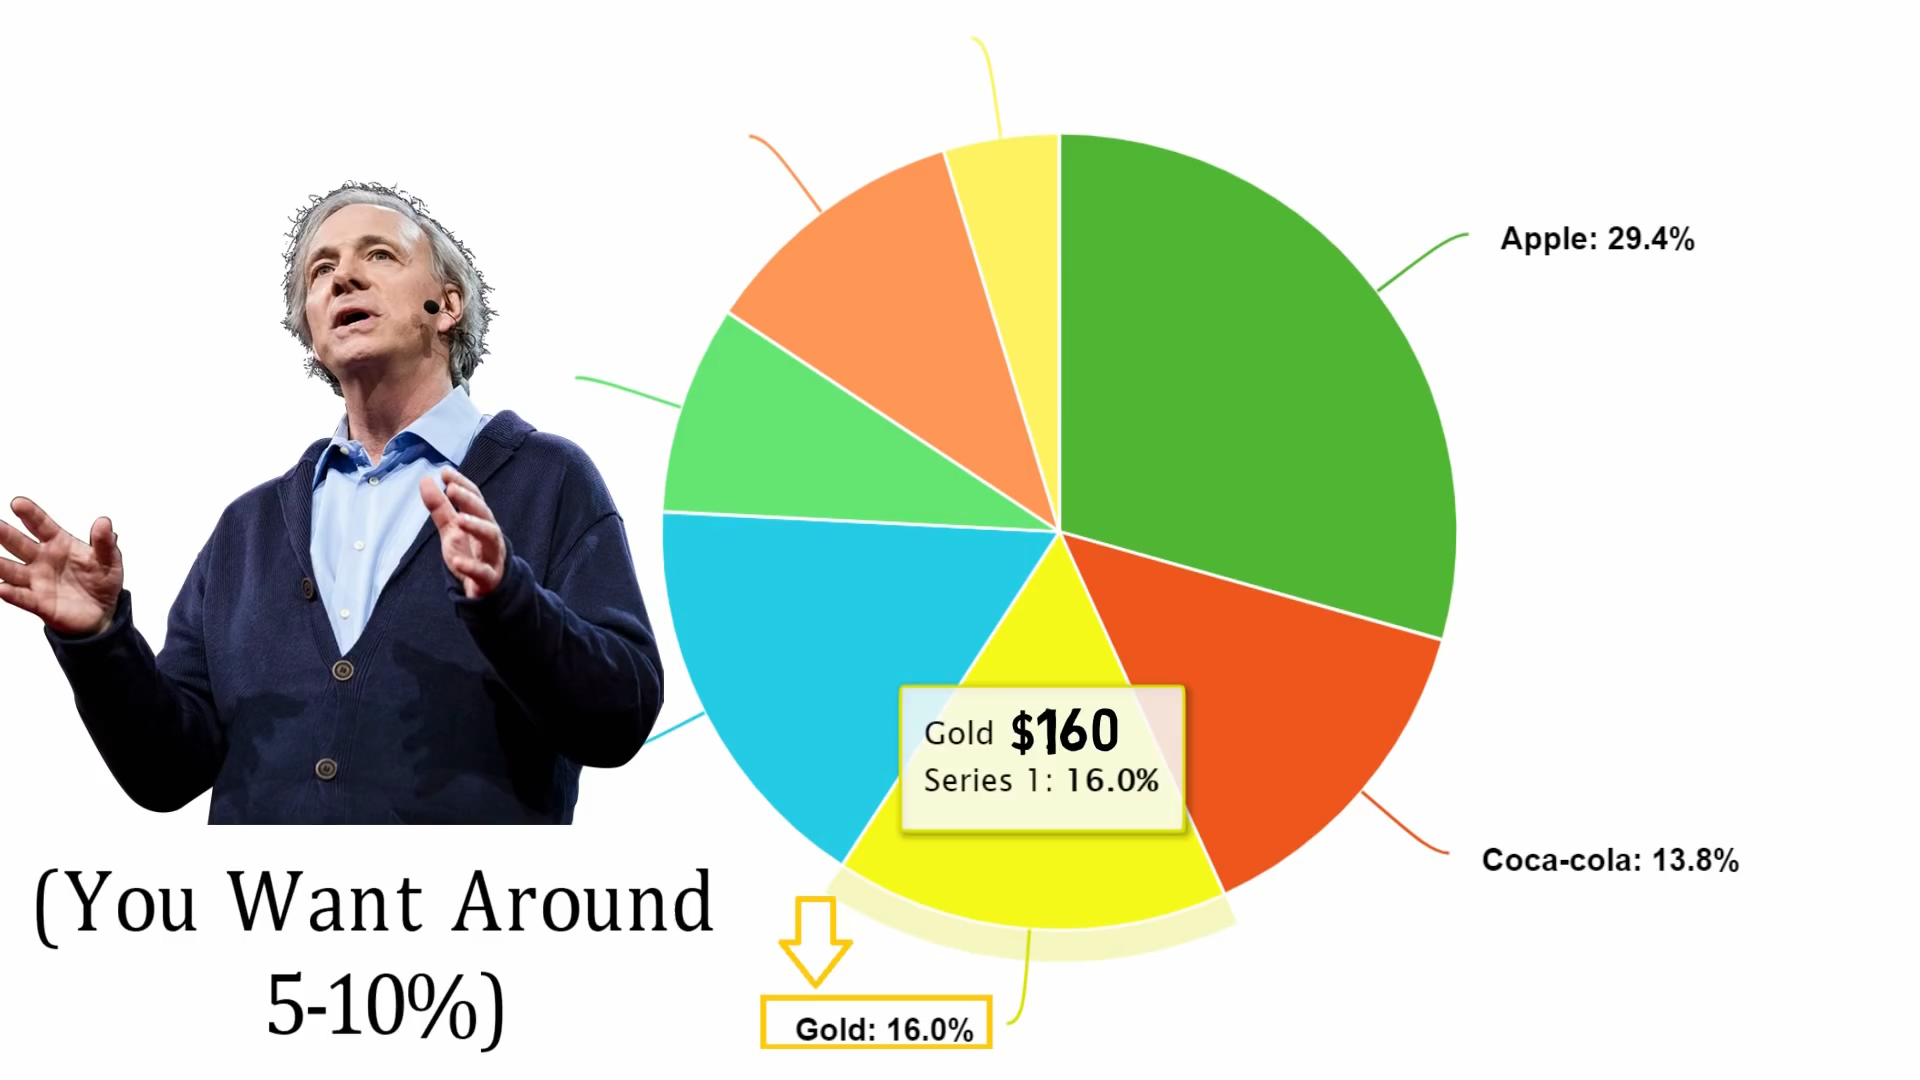 Apple: 29.4%
Gold $160
Series 1: 16.0%
Coca-cola: 13.8%
(You Want Around
5-10%)
Gold: 16.0%